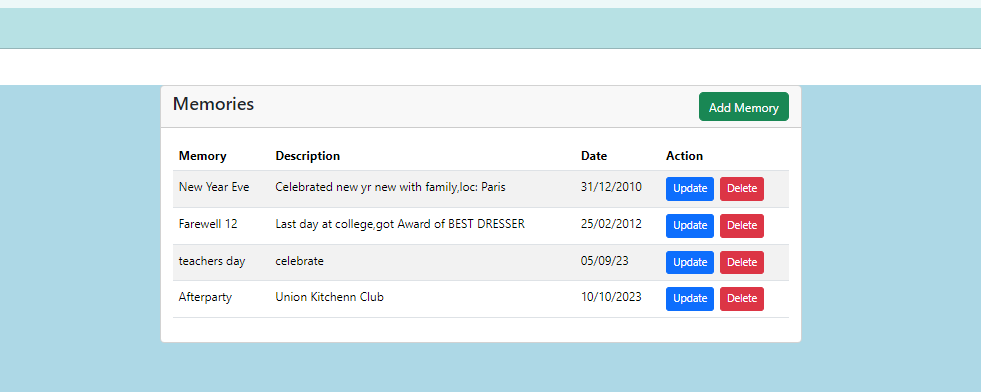 Memories
Add Memory
Memory Description Date Action
New Year Eve Celebrated new yr new with family,loc: Paris 31/12/2010 Update Delete
Farewell 12 Last day at college,got Award of BEST DRESSER 25/02/2012 Update Delete
teachers day celebrate 05/09/23 Update Delete
Afterparty Union Kitchenn Club 10/10/2023 Update Delete